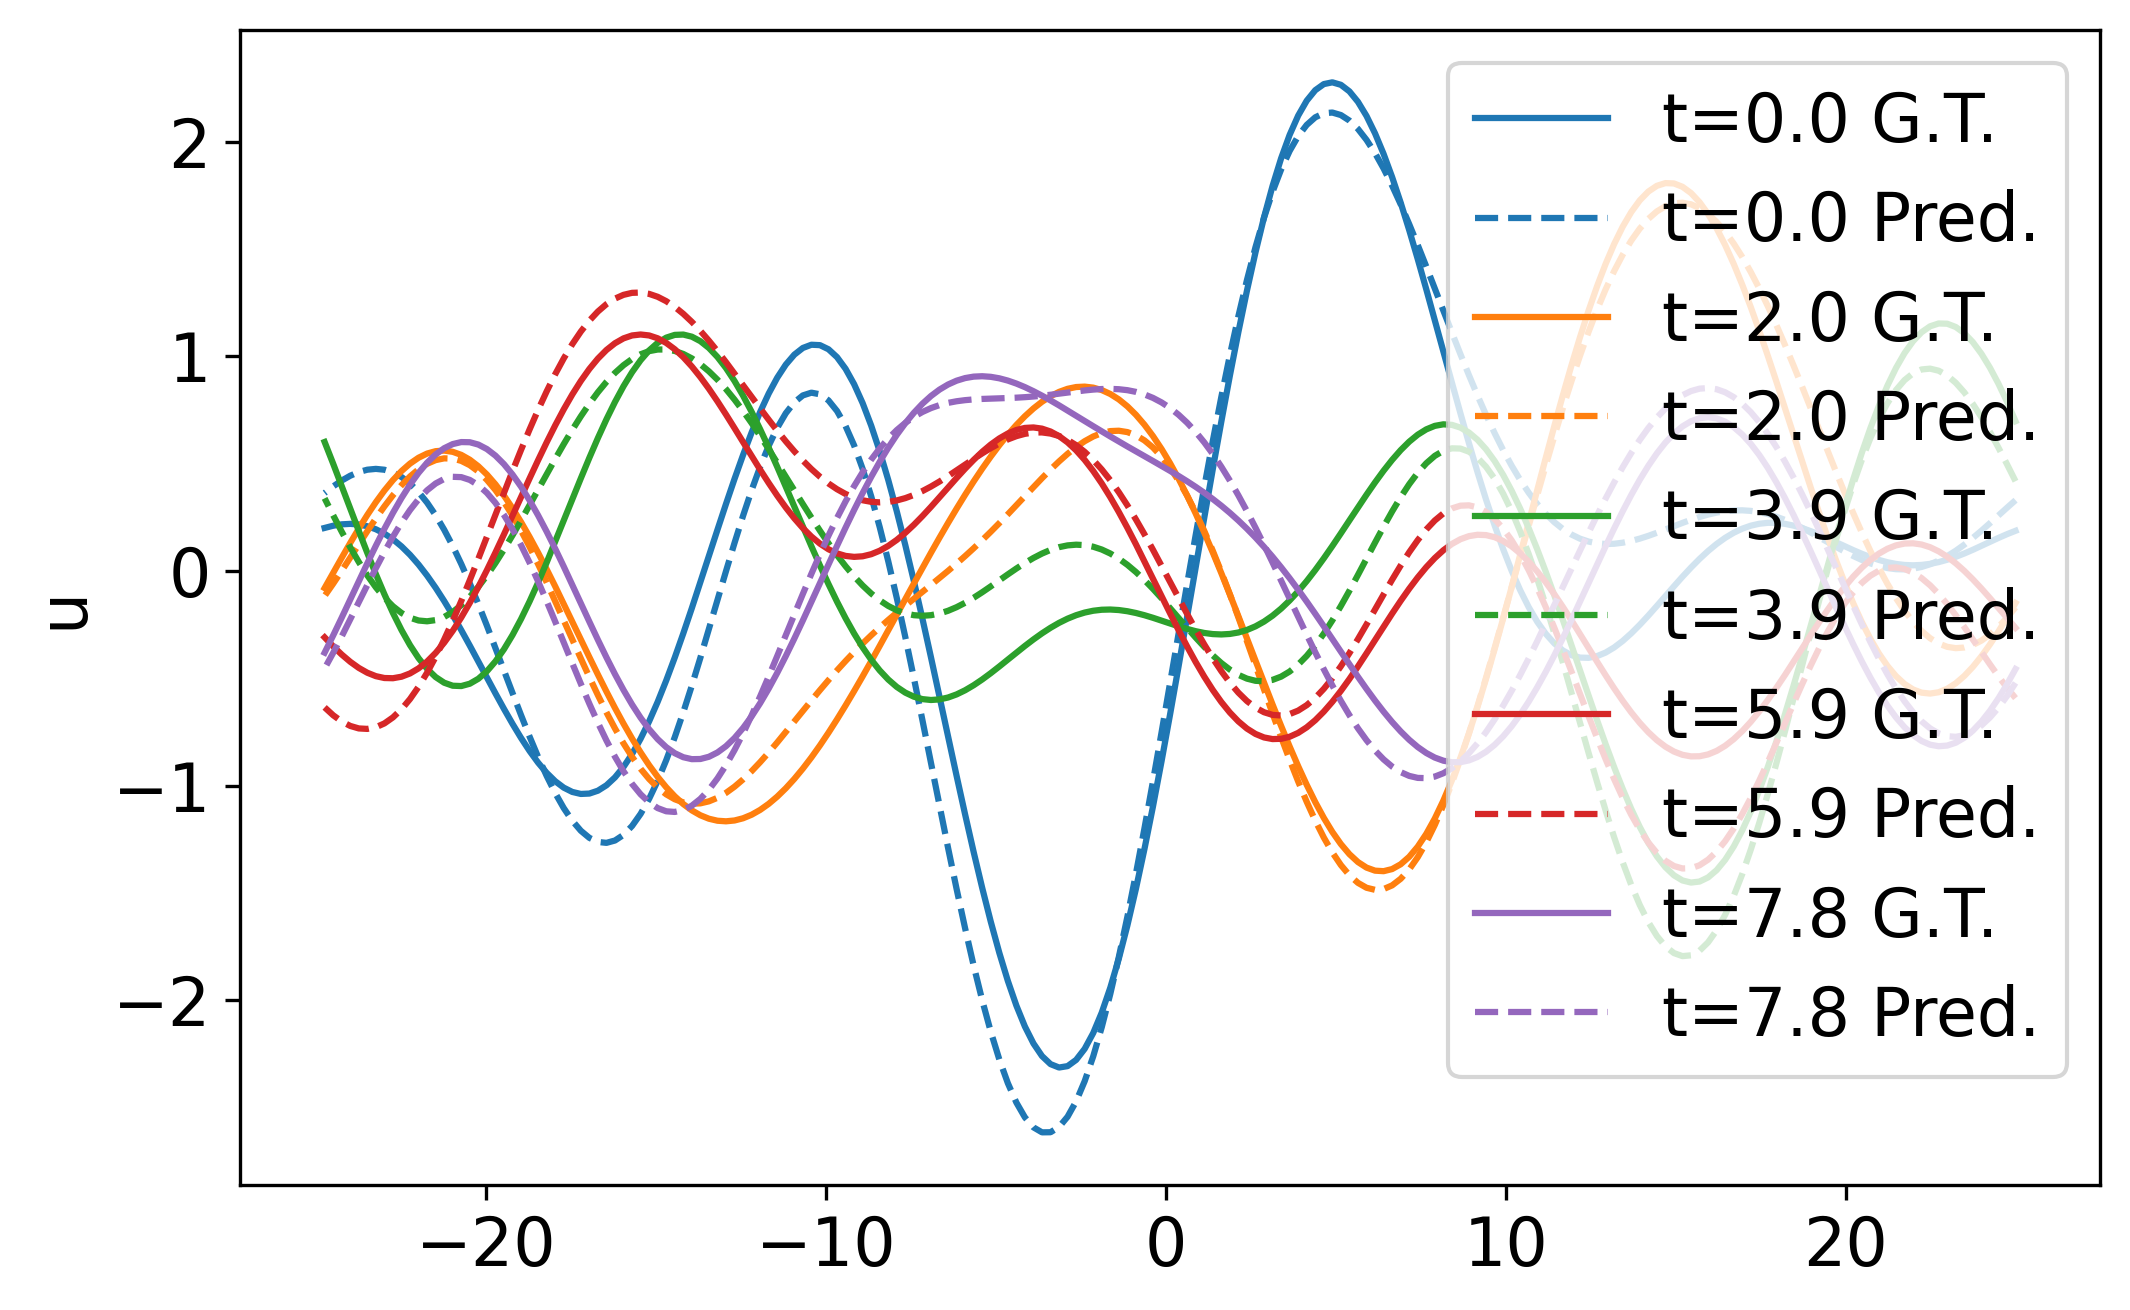 u
2
1
0
−1
−2
−20
−10
0
10
20
t=0.0 G.T.
t=0.0 Pred.
t=2.0 G.T.
t=2.0 Pred.
t=3.9 G.T.
t=3.9 Pred.
t=5.9 G.T.
t=5.9 Pred.
t=7.8 G.T.
t=7.8 Pred.